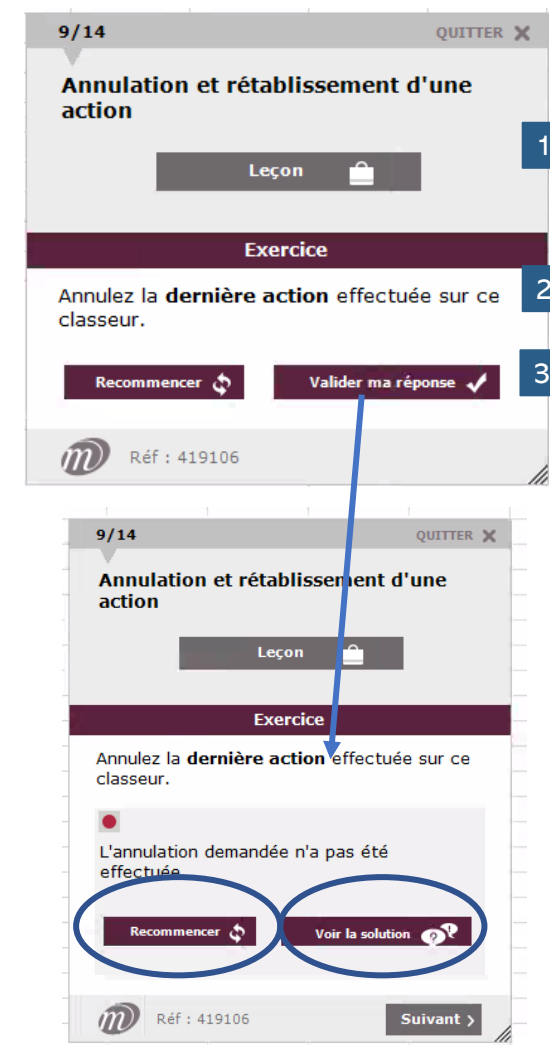 9/14 QUITTER
Annulation et rétablissement d'une
action
1
Leçon
Exercice
Annulez la dernière action effectuée sur ce
classeur.
2
Recommencer Valider ma réponse
3
m Réf : 419106
9/14 QUITTER
Annulation et rétablissement d'une
action
Leçon
Exercice
Annulez la dernière action effectuée sur ce
classeur.
L'annulation demandée n'a pas été
effectuée
Recommencer Voir la solution
m Réf : 419106 Suivant >